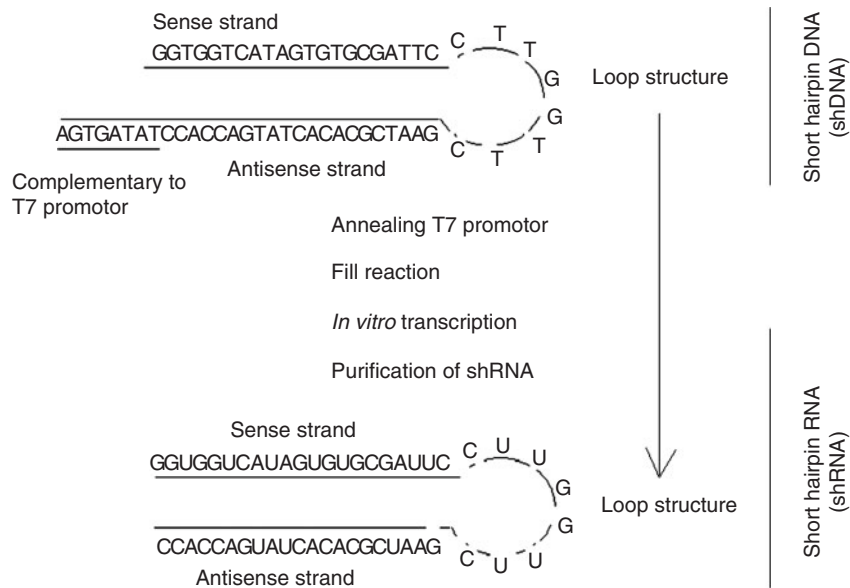 Sense strand
GGTGGTCATAGTGTGCGATTC
C T T G
Loop structure
G T T C
AGTGATATCCACCAGTATCACACGCTAAG
Antisense strand
Complementary to
T7 promotor
Short hairpin DNA
(shDNA)
Annealing T7 promotor
Fill reaction
In vitro transcription
Purification of shRNA
Sense strand
GGUGGUCAUAGUGUGCGAUUC
C U U G
Loop structure
G U U C
CCACCAGUAUCACACGCUAAG
Antisense strand
Short hairpin RNA
(shRNA)